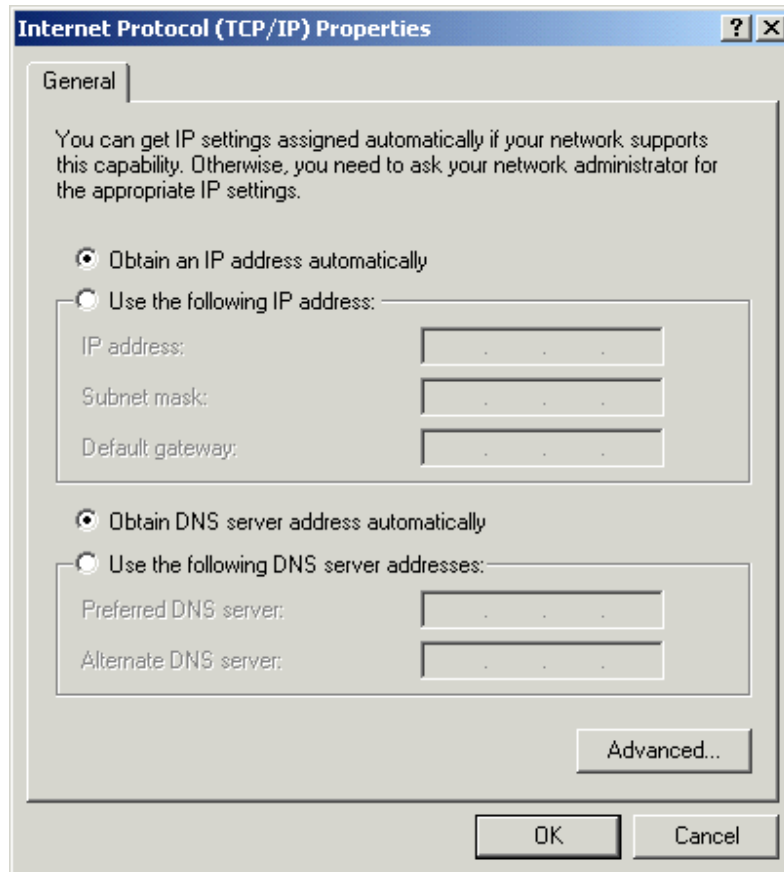 Internet Protocol (TCP/IP) Properties
General
You can get IP settings assigned automatically if your network supports
this capability. Otherwise, you need to ask your network administrator for
the appropriate IP settings.
Obtain an IP address automatically
Use the following IP address:
IP address:
Subnet mask:
Default gateway:
Obtain DNS server address automatically
Use the following DNS server addresses:
Preferred DNS server:
Alternate DNS server:
Advanced...
OK Cancel